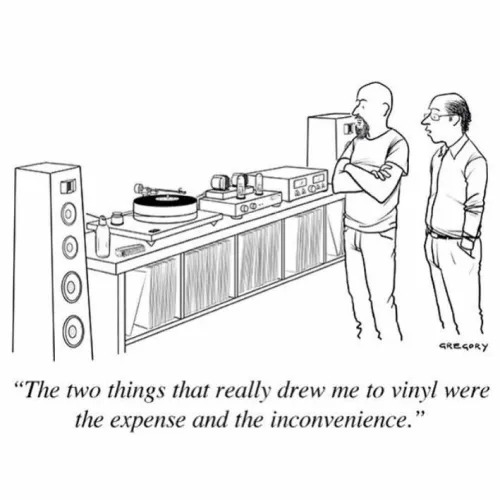 GREGORY
“The two things that really drew me to vinyl were
the expense and the inconvenience.”